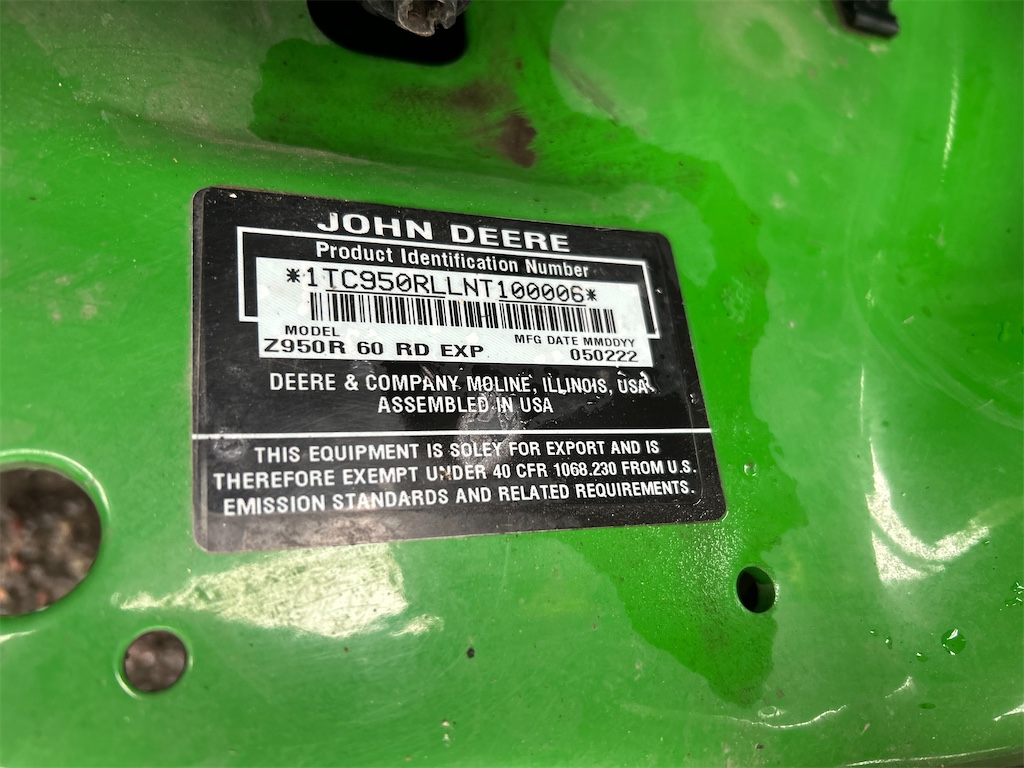 JOHN DEERE
Product Identification Number
*1TC950RLLNT100006*
MODEL
MFG DATE MMDDYY
Z950R 60 RD EXP
050222
DEERE & COMPANY MOLINE, ILLINOIS, USA
ASSEMBLED IN USA
THIS EQUIPMENT IS SOLEY FOR EXPORT AND IS
THEREFORE EXEMPT UNDER 40 CFR 1068.230 FROM U.S.
EMISSION STANDARDS AND RELATED REQUIREMENTS.